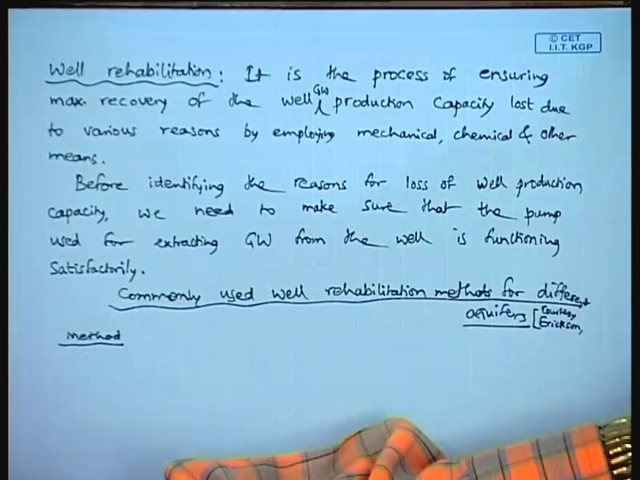 © CET
I.I.T. KGP
Well rehabilitation: It is the process of ensuring
GW
max. recovery of the well production capacity lost due
to various reasons by employing mechanical, chemical & other
means.
Before identifying the reasons for loss of well production
capacity, we need to make sure that the pump
used for extracting GW from the well is functioning
satisfactorily.
Commonly used well rehabilitation methods for different
aquifers [Courtesy
Erickson,
Method